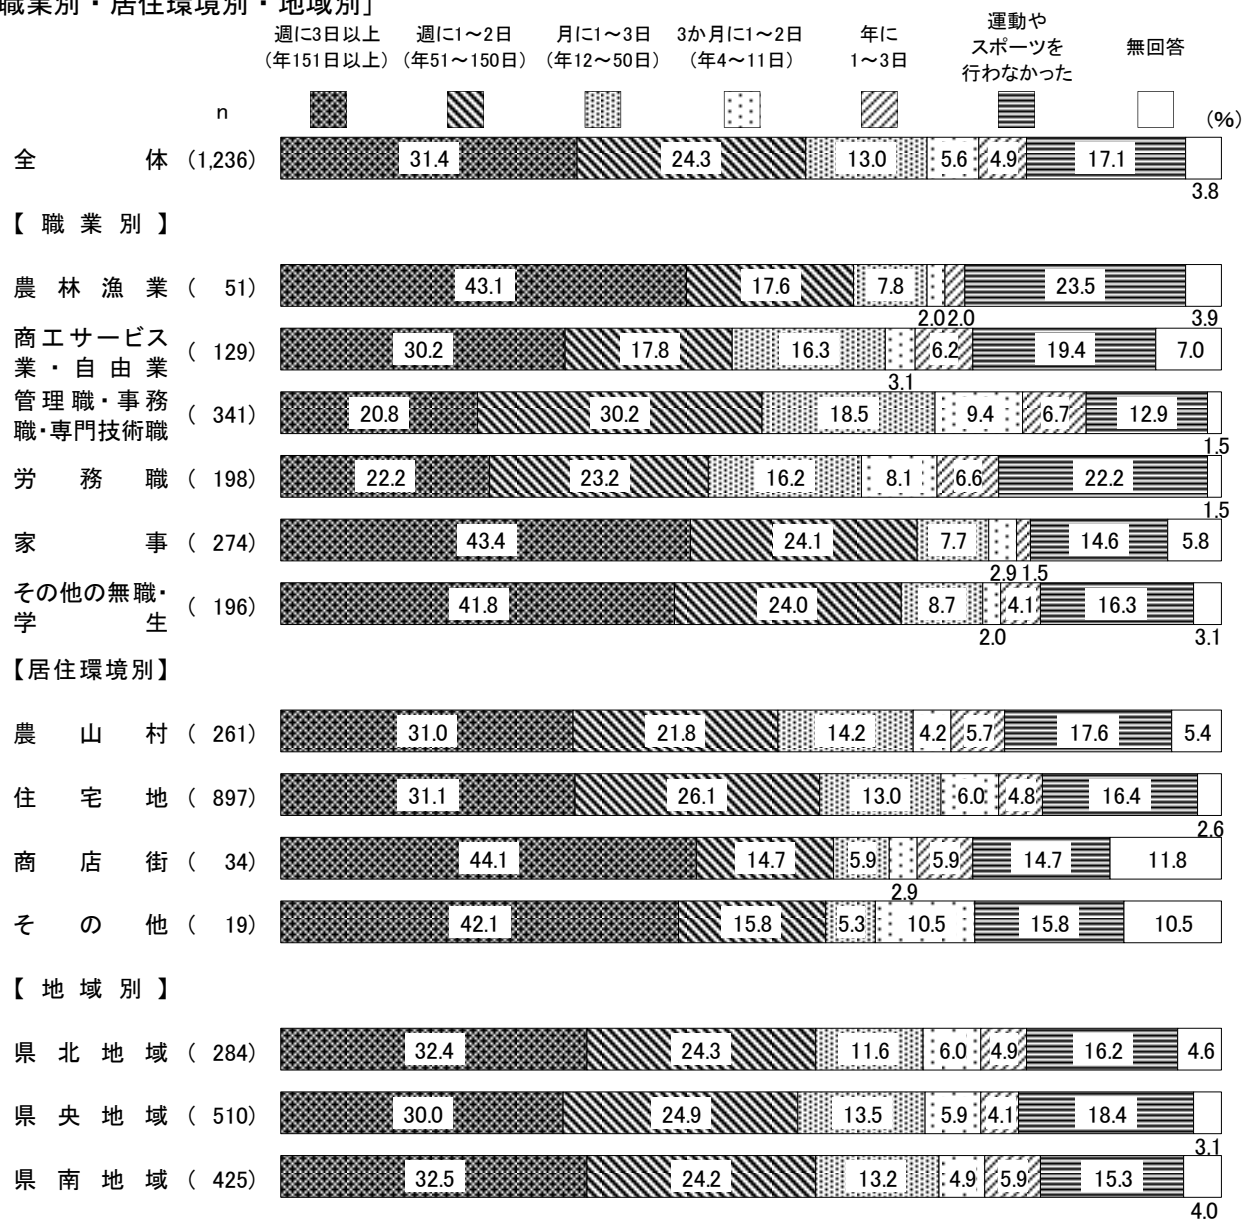 職業別・居住環境別・地域別］
週に3日以上 週に1～2日 月に1～3日 3か月に1～2日 年に 運動や 無回答
（年151日以上）（年51～150日）（年12～50日）（年4～11日） 1～3日 スポーツを
行わなかった
n
(%)
全体 (1,236) 31.4 24.3 13.0 5.6 4.9 17.1
3.8
【職業別】
農林漁業 ( 51) 43.1 17.6 7.8 23.5
2.0 2.0 3.9
商工サービス
業・自由業 ( 129) 30.2 17.8 16.3 6.2 19.4 7.0
3.1
管理職・事務
職・専門技術職 ( 341) 20.8 30.2 18.5 9.4 6.7 12.9
1.5
労務職 ( 198) 22.2 23.2 16.2 8.1 6.6 22.2
1.5
家事 ( 274) 43.4 24.1 7.7 14.6 5.8
2.9 1.5
その他の無職・
学生 ( 196) 41.8 24.0 8.7 4.1 16.3
2.0 3.1
【居住環境別】
農山村 ( 261) 31.0 21.8 14.2 4.2 5.7 17.6 5.4
住宅地 ( 897) 31.1 26.1 13.0 6.0 4.8 16.4
2.6
商店街 ( 34) 44.1 14.7 5.9 5.9 14.7 11.8
2.9
その他 ( 19) 42.1 15.8 5.3 10.5 15.8 10.5
【地域別】
県北地域 ( 284) 32.4 24.3 11.6 6.0 4.9 16.2 4.6
県央地域 ( 510) 30.0 24.9 13.5 5.9 4.1 18.4
3.1
県南地域 ( 425) 32.5 24.2 13.2 4.9 5.9 15.3
4.0